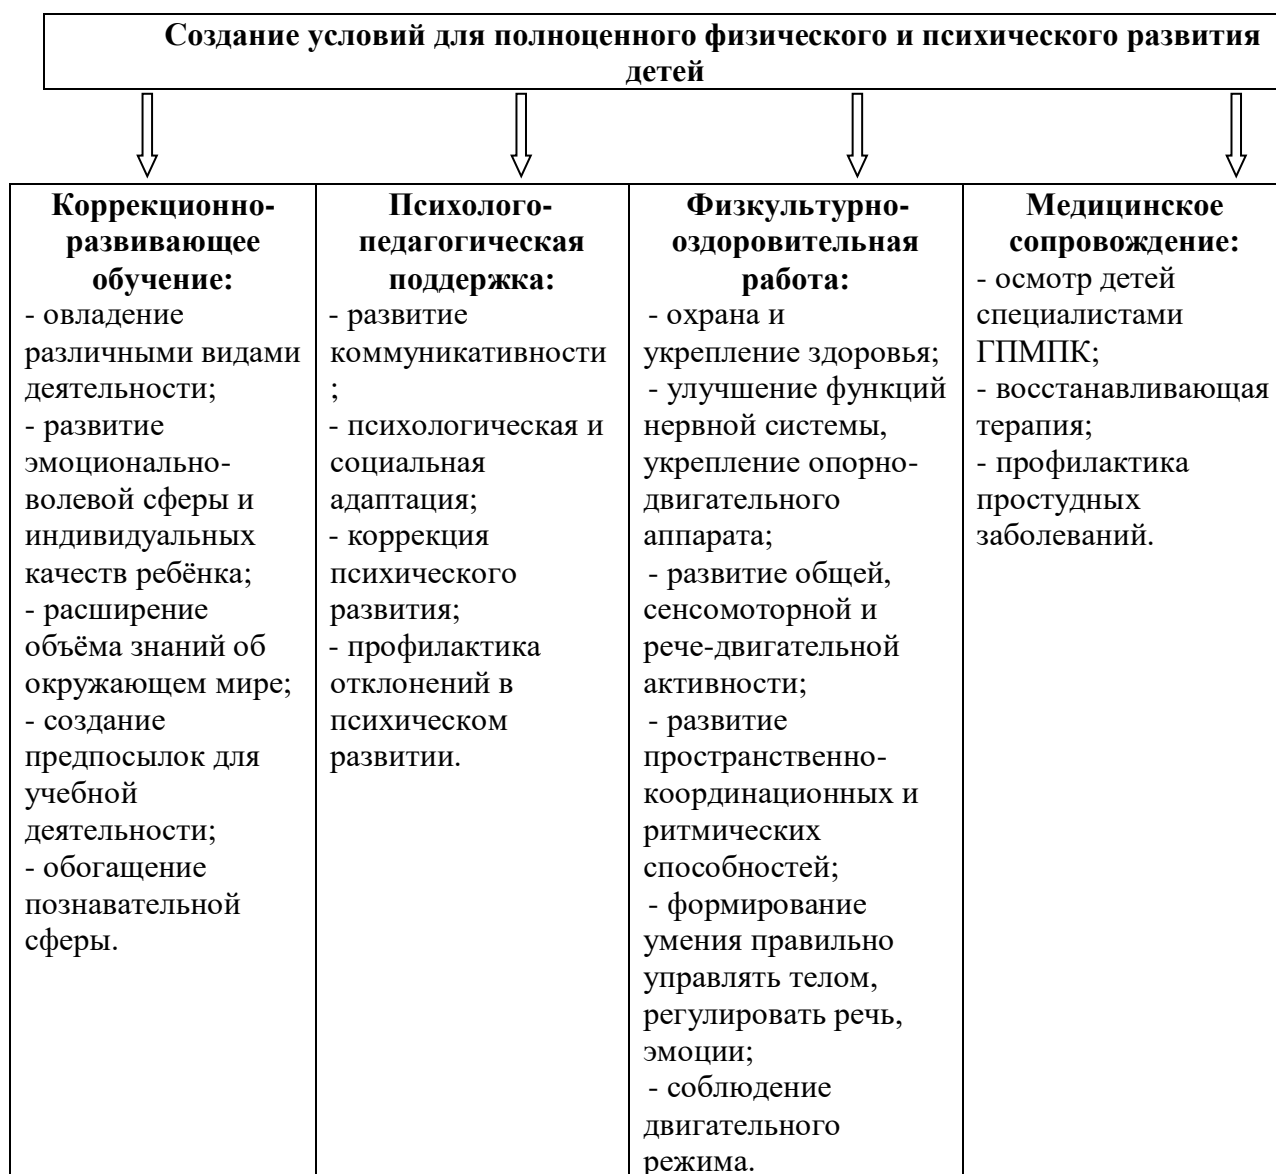 Создание условий для полноценного физического и психического развития
детей
Коррекционно-
развивающее
обучение:
- овладение
различными видами
деятельности;
- развитие
эмоционально-
волевой сферы и
индивидуальных
качеств ребёнка;
- расширение
объёма знаний об
окружающем мире;
- создание
предпосылок для
учебной
деятельности;
- обогащение
познавательной
сферы.
Психолого-
педагогическая
поддержка:
- развитие
коммуникативности
;
- психологическая и
социальная
адаптация;
- коррекция
психического
развития;
- профилактика
отклонений в
психическом
развитии.
Физкультурно-
оздоровительная
работа:
- охрана и
укрепление здоровья;
- улучшение функций
нервной системы,
укрепление опорно-
двигательного
аппарата;
- развитие общей,
сенсомоторной и
рече-двигательной
активности;
- развитие
пространственно-
координационных и
ритмических
способностей;
- формирование
умения правильно
управлять телом,
регулировать речь,
эмоции;
- соблюдение
двигательного
режима.
Медицинское
сопровождение:
- осмотр детей
специалистами
ГПМПК;
- восстанавливающая
терапия;
- профилактика
простудных
заболеваний.